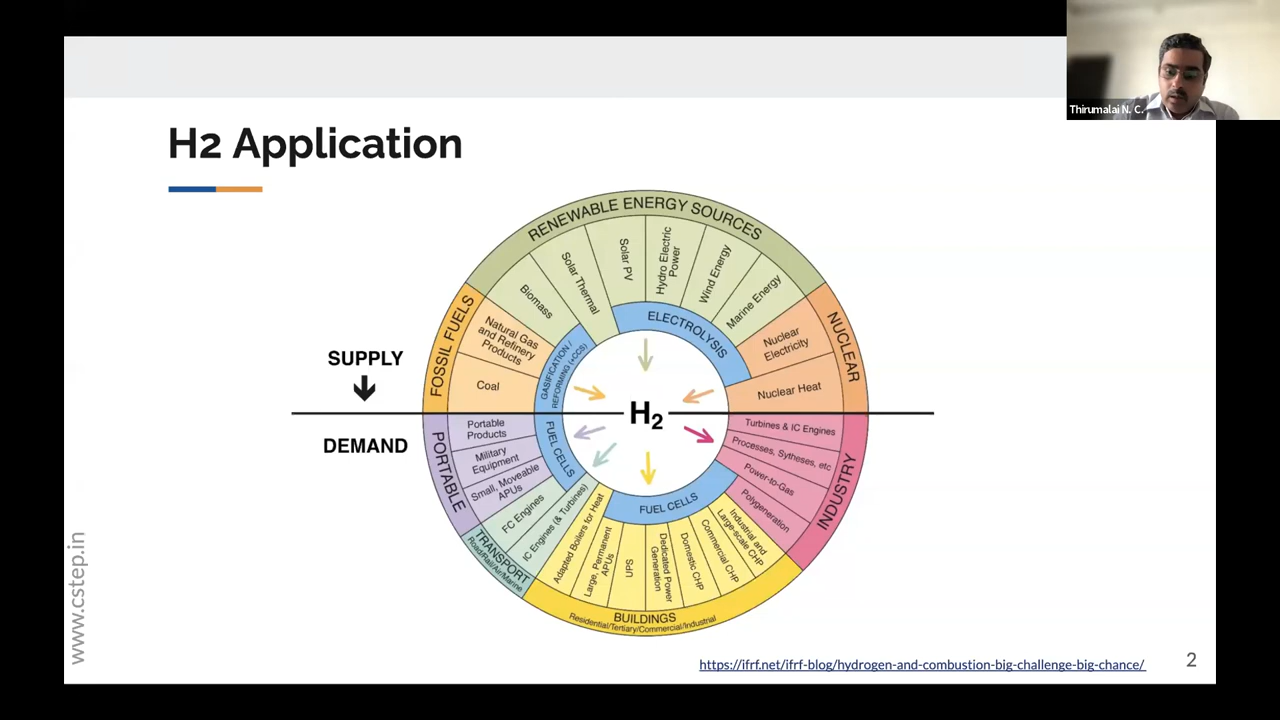 Thirumalai N. C.
H2 Application
RENEWABLE ENERGY SOURCES
Biomass
Solar Thermal
Solar PV
Hydro Electric
Power
Wind Energy
Marine Energy
FOSSIL FUELS
Natural Gas
and Refinery
Products
Coal
GASIFICATION /
REFORMING (+CCS)
ELECTROLYSIS
NUCLEAR
Nuclear
Electricity
Nuclear Heat
SUPPLY
H2
DEMAND
PORTABLE
Portable
Products
Military
Equipment
Small, Moveable
APUs
FUEL CELLS
TRANSPORT
Road/Rail/Air/Marine
FC Engines
IC Engines (& Turbines)
BUILDINGS
Residential/Tertiary/Commercial/Industrial
Adapted Boilers for Heat
Large, Permanent
APUs
UPS
Dedicated Power
Generation
Domestic CHP
Commercial CHP
Industrial and
Large-scale CHP
FUEL CELLS
INDUSTRY
Turbines & IC Engines
Processes, Sytheses, etc
Power-to-Gas
Polygeneration
www.cstep.in
https://ifrf.net/ifrf-blog/hydrogen-and-combustion-big-challenge-big-chance/
2